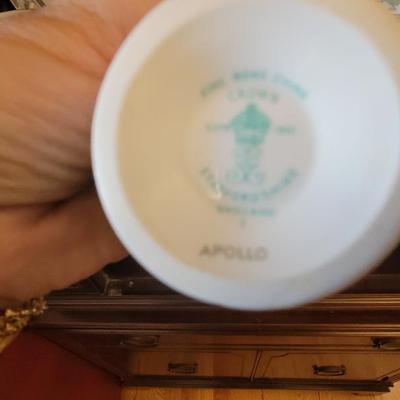 FINE BONE CHINA
CROWN
STAFFORDSHIRE
ENGLAND
APOLLO